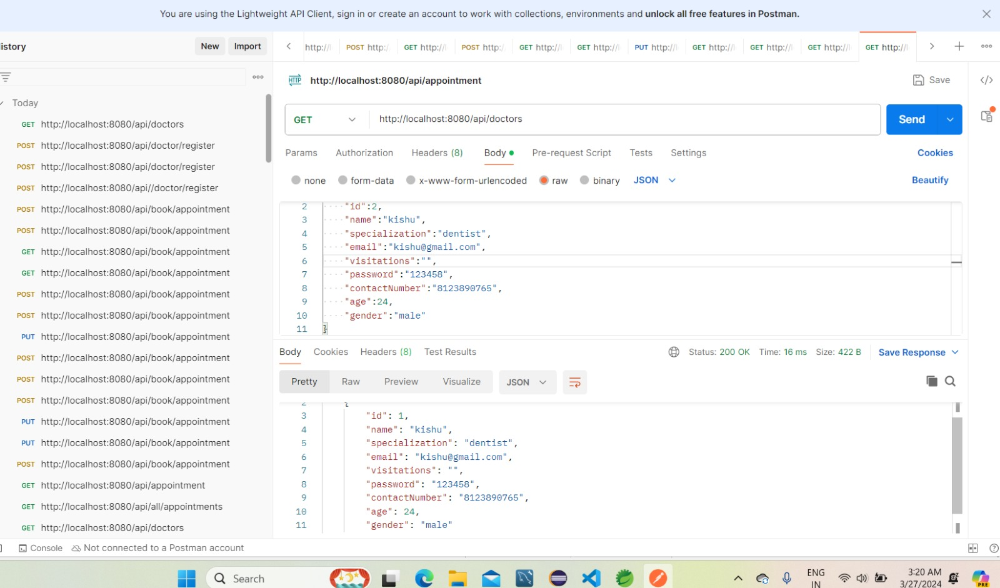 You are using the Lightweight API Client, sign in or create an account to work with collections, environments and unlock all free features in Postman.
istory
New
Import
http://l
POST http:/
GET http://l
POST http:/
GET http://l
GET http://l
PUT http://l
GET http://l
GET http://l
GET http://l
GET http://l
HTTP http://localhost:8080/api/appointment
Save
Today
GET http://localhost:8080/api/doctors
POST http://localhost:8080/api/doctor/register
POST http://localhost:8080/api/doctor/register
POST http://localhost:8080/api//doctor/register
POST http://localhost:8080/api/book/appointment
POST http://localhost:8080/api/book/appointment
GET http://localhost:8080/api/book/appointment
GET http://localhost:8080/api/book/appointment
POST http://localhost:8080/api/book/appointment
POST http://localhost:8080/api/book/appointment
PUT http://localhost:8080/api/book/appointment
POST http://localhost:8080/api/book/appointment
POST http://localhost:8080/api/book/appointment
POST http://localhost:8080/api/book/appointment
PUT http://localhost:8080/api/book/appointment
PUT http://localhost:8080/api/book/appointment
POST http://localhost:8080/api/book/appointment
GET http://localhost:8080/api/appointment
GET http://localhost:8080/api/all/appointments
GET http://localhost:8080/api/doctors
GET http://localhost:8080/api/doctors
Send
Params Authorization Headers (8) Body Pre-request Script Tests Settings Cookies
none form-data x-www-form-urlencoded raw binary JSON Beautify
2 "id":2,
3 "name":"kishu",
4 "specialization":"dentist",
5 "email":"kishu@gmail.com",
6 "visitations":"",
7 "password":"123458",
8 "contactNumber":"8123890765",
9 "age":24,
10 "gender":"male"
11 }
Body Cookies Headers (8) Test Results Status: 200 OK Time: 16 ms Size: 422 B Save Response
Pretty Raw Preview Visualize JSON
2 {
3 "id": 1,
4 "name": "kishu",
5 "specialization": "dentist",
6 "email": "kishu@gmail.com",
7 "visitations": "",
8 "password": "123458",
9 "contactNumber": "8123890765",
10 "age": 24,
11 "gender": "male"
Console Not connected to a Postman account
Search
ENG
IN
3:20 AM
3/27/2024
PRE